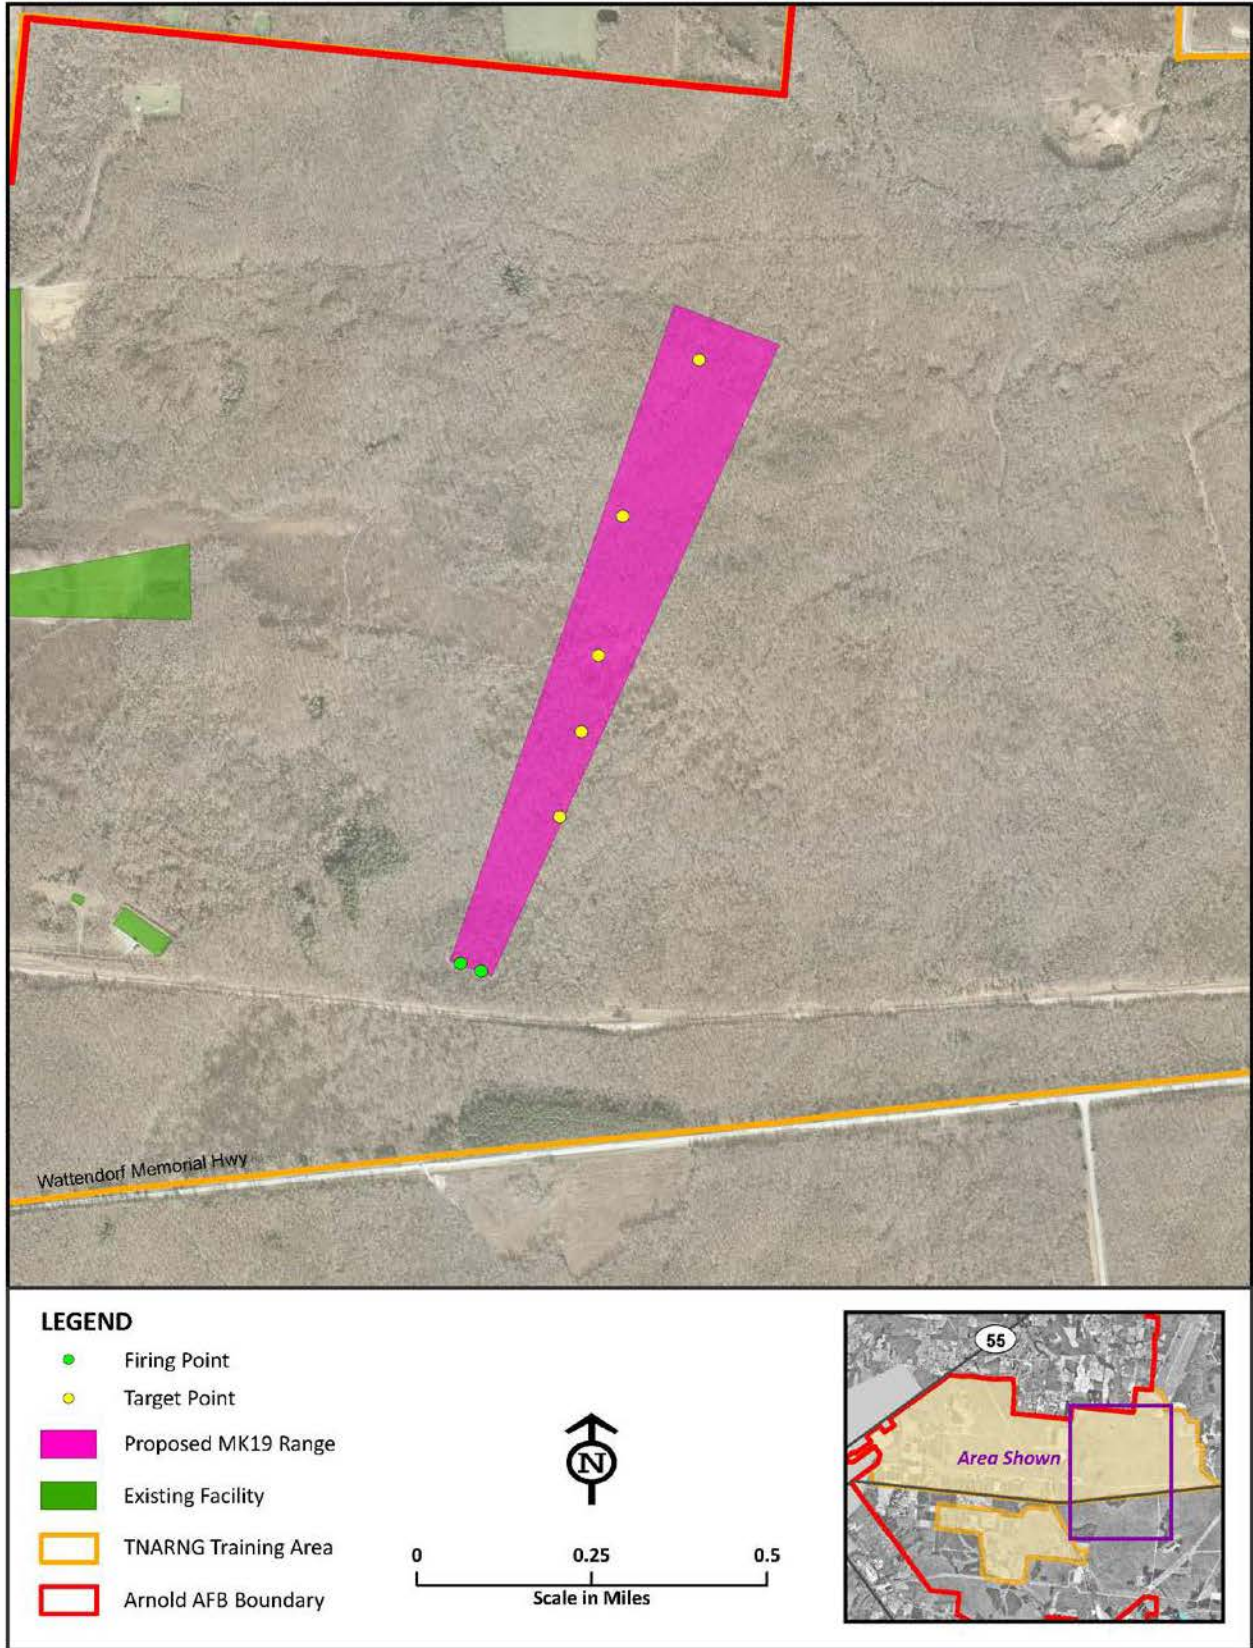 Wattendorf Memorial Hwy
LEGEND
Firing Point
Target Point
Proposed MK19 Range
Existing Facility
TNARNG Training Area
Arnold AFB Boundary
N
0 0.25 0.5
Scale in Miles
55
Area Shown